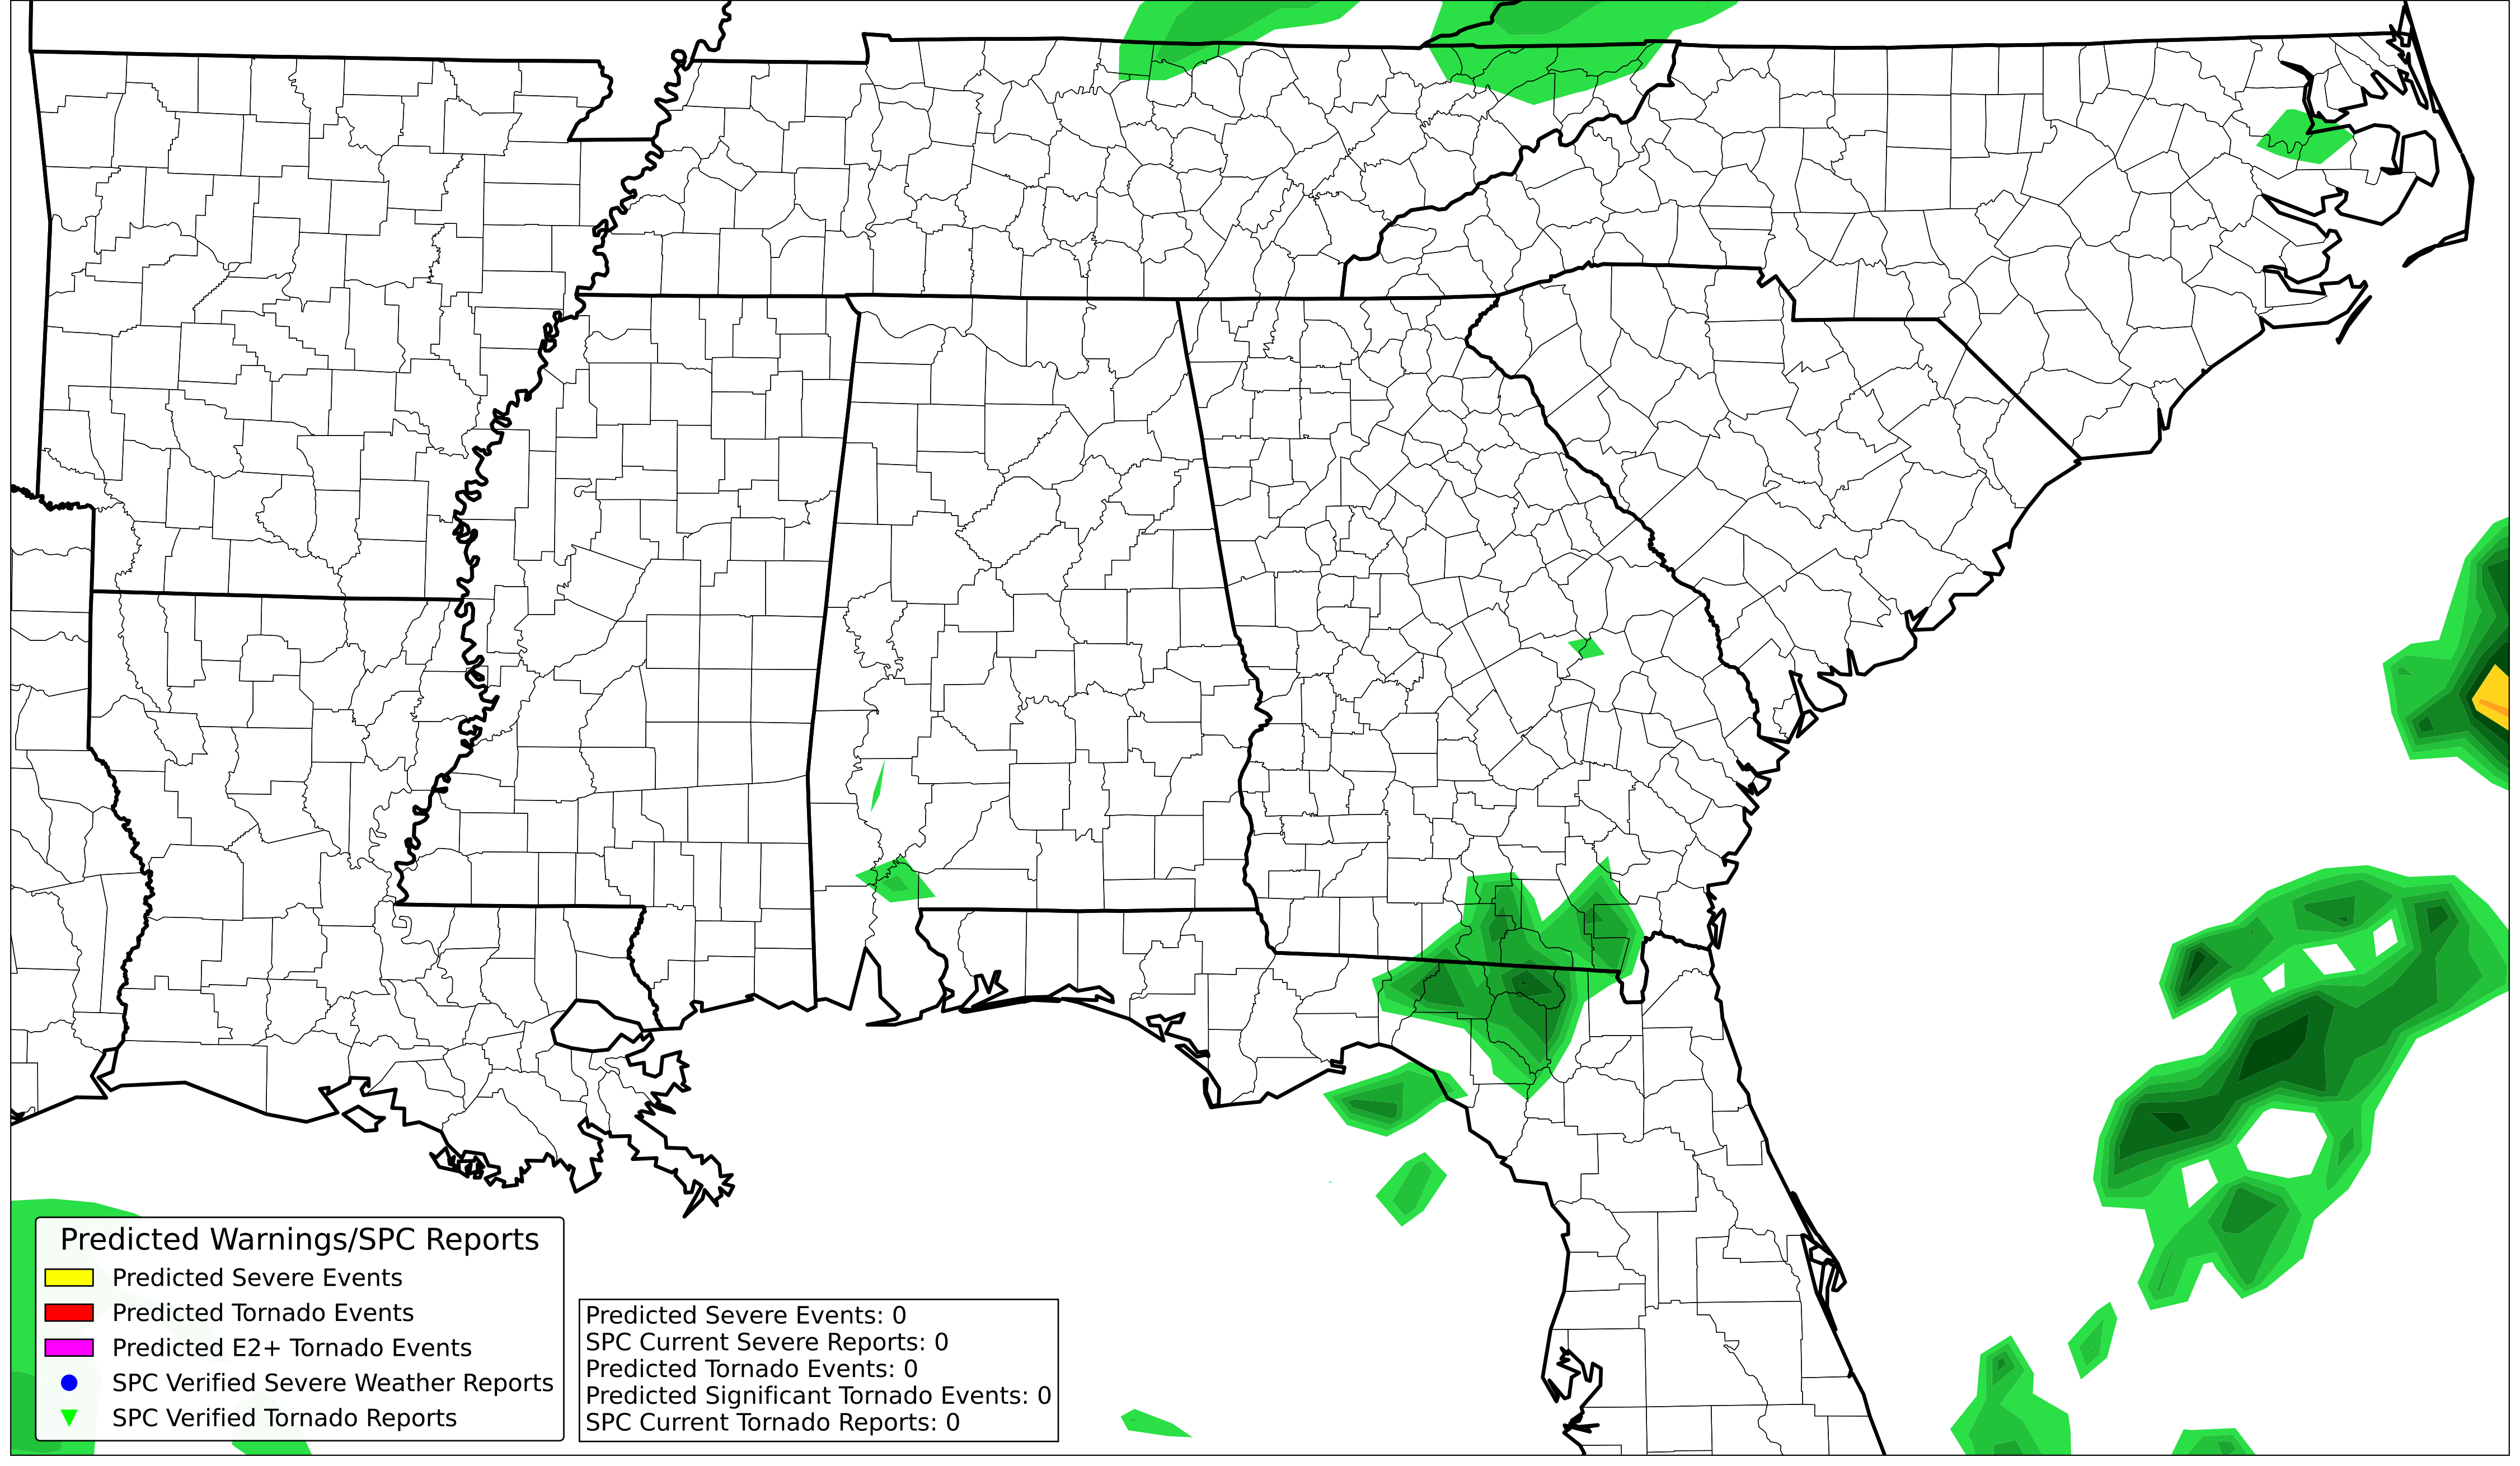 Predicted Warnings/SPC Reports
Predicted Severe Events
Predicted Tornado Events
Predicted E2+ Tornado Events
SPC Verified Severe Weather Reports
SPC Verified Tornado Reports
Predicted Severe Events: 0
SPC Current Severe Reports: 0
Predicted Tornado Events: 0
Predicted Significant Tornado Events: 0
SPC Current Tornado Reports: 0